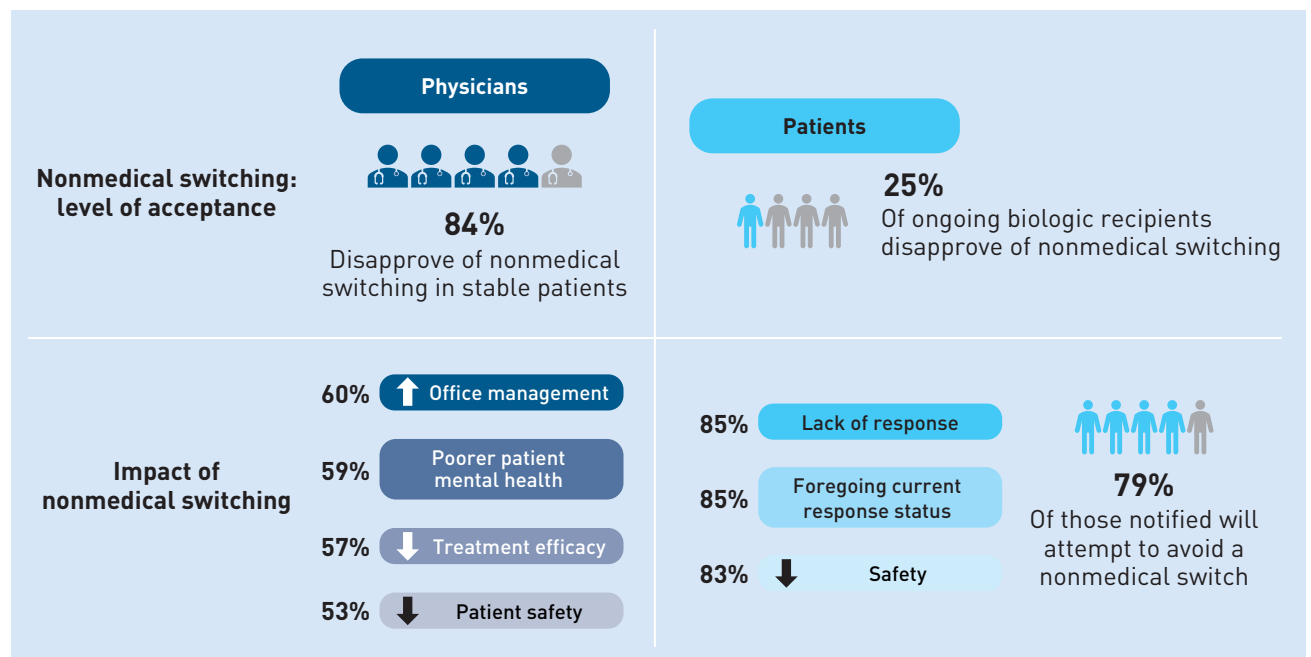 Physicians
Patients
Nonmedical switching:
level of acceptance
84%
Disapprove of nonmedical
switching in stable patients
25%
Of ongoing biologic recipients
disapprove of nonmedical switching
Impact of
nonmedical switching
60% Office management
59% Poorer patient
mental health
57% Treatment efficacy
53% Patient safety
85% Lack of response
85% Foregoing current
response status
83% Safety
79%
Of those notified will
attempt to avoid a
nonmedical switch